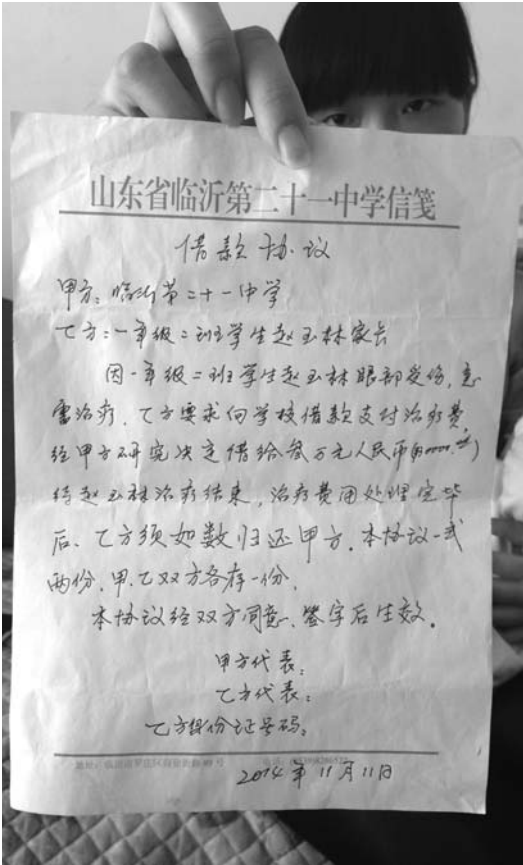 山东省临沂第二十一中学信笺
借款协议
甲方：临沂第二十一中学
乙方：一年级二班学生赵玉林家长
因一年级二班学生赵玉林眼部受伤，急
需治疗，乙方要求向学校借款支付治疗费，
经甲方研究决定借给叁万元人民币
待赵玉林治疗结束，治疗费用处理完毕
后，乙方须如数归还甲方。本协议一式
两份，甲、乙双方各存一份。
本协议经双方同意、签字后生效。
甲方代表：
乙方代表：
乙方身份证号码：
2014年11月11日